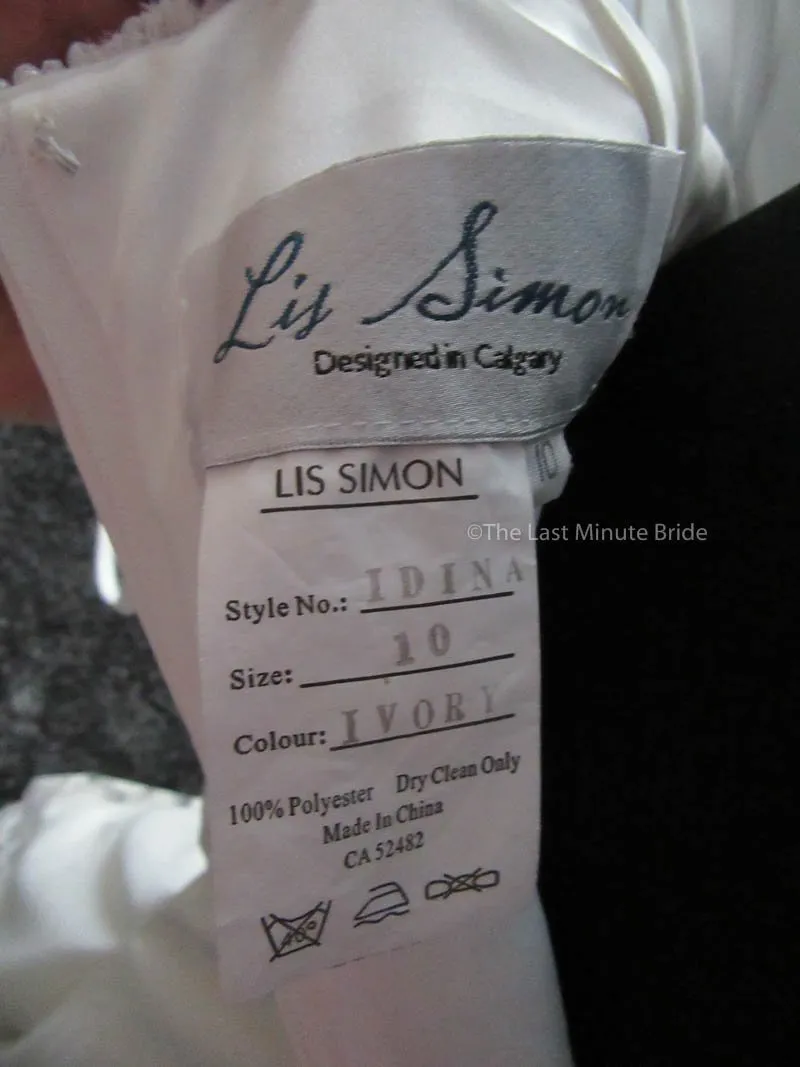 Lis Simon
Designed in Calgary
10
LIS SIMON
©The Last Minute Bride
Style No.: IDINA
Size: 10
Colour: IVORY
100% Polyester Dry Clean Only
Made In China
CA 52482
40°